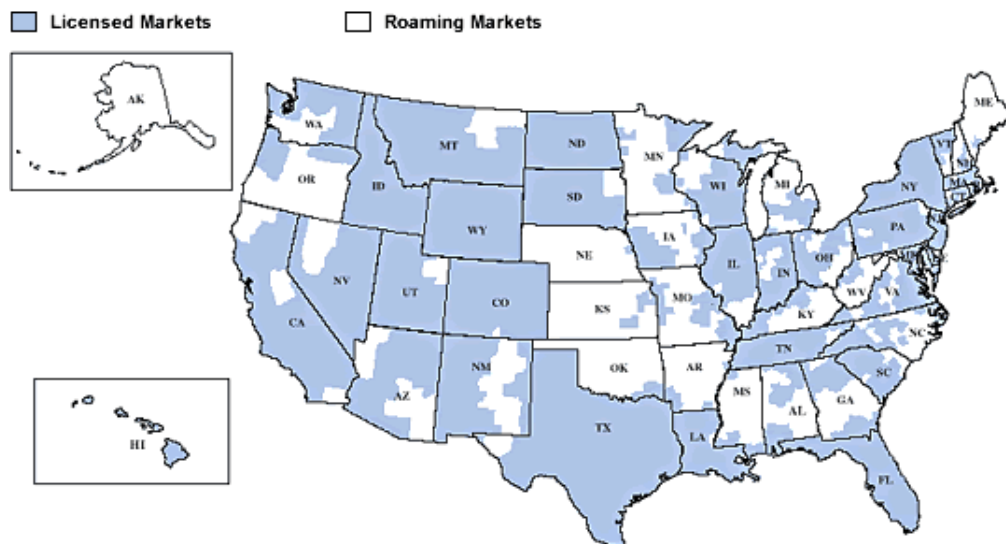 Licensed Markets Roaming Markets
AK
WA
MT
ND
MN
ME
VT
OR
ID
SD
WI
MI
NY
MA
CT
WY
IA
PA
NE
NV
UT
CO
IL
IN
OH
WV
VA
KS
MO
KY
CA
NC
TN
AZ
NM
OK
AR
MS
AL
GA
SC
TX
LA
HI
FL